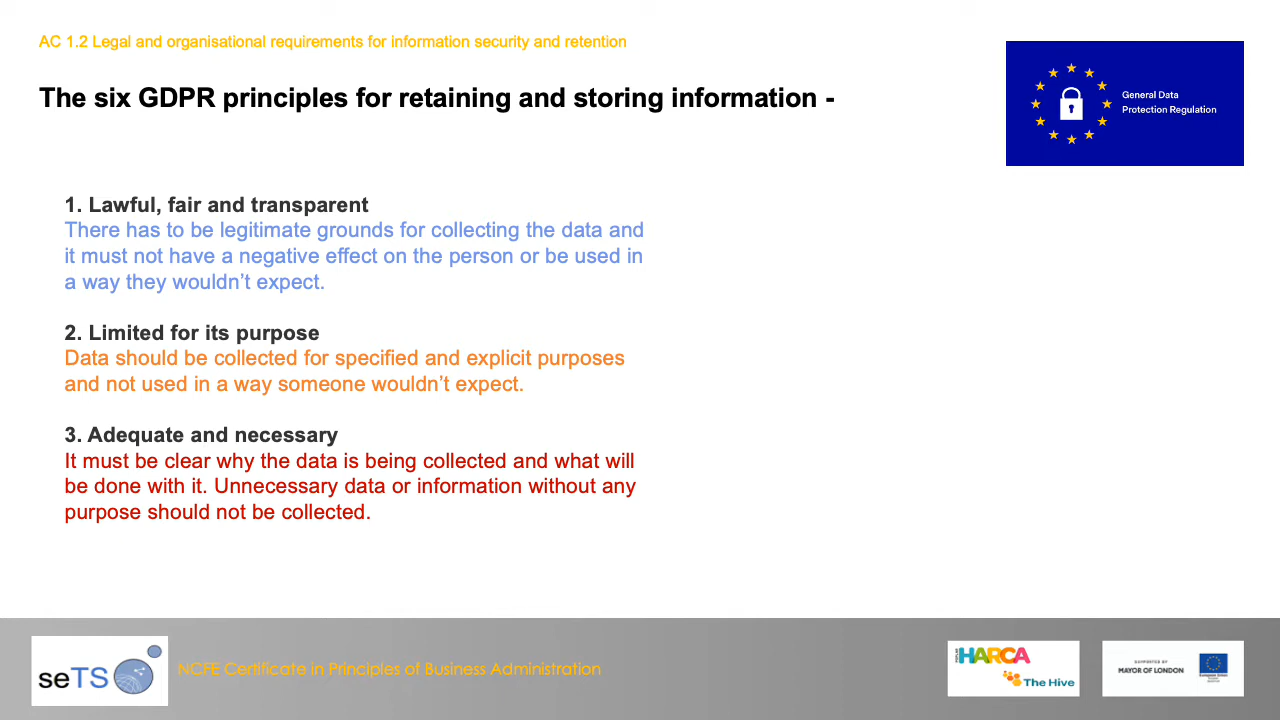 AC 1.2 Legal and organisational requirements for information security and retention
The six GDPR principles for retaining and storing information -
General Data
Protection Regulation
1. Lawful, fair and transparent
There has to be legitimate grounds for collecting the data and
it must not have a negative effect on the person or be used in
a way they wouldn’t expect.
2. Limited for its purpose
Data should be collected for specified and explicit purposes
and not used in a way someone wouldn’t expect.
3. Adequate and necessary
It must be clear why the data is being collected and what will
be done with it. Unnecessary data or information without any
purpose should not be collected.
seTS
NCFE Certificate in Principles of Business Administration
HARCA
The Hive
SUPPORTED BY
MAYOR OF LONDON
European Union